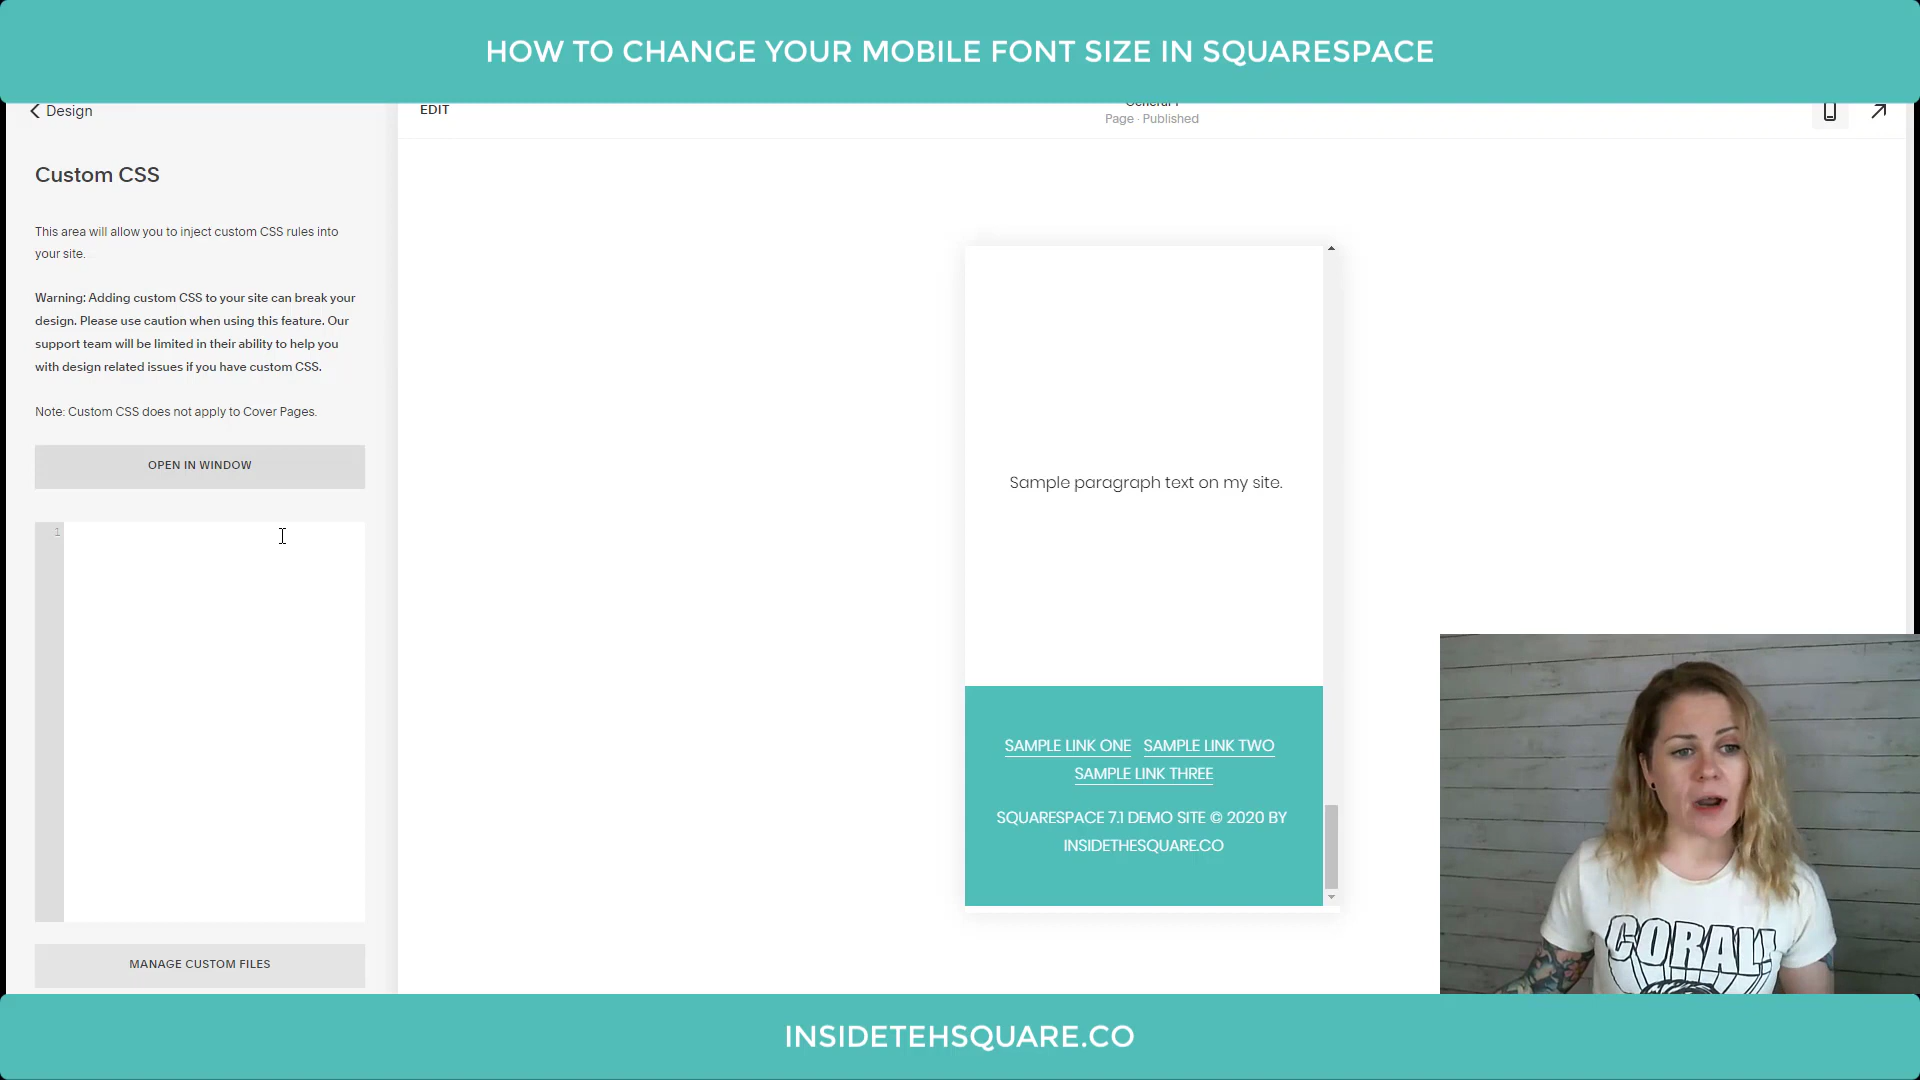 HOW TO CHANGE YOUR MOBILE FONT SIZE IN SQUARESPACE
Design
EDIT
Page · Published
Custom CSS
This area will allow you to inject custom CSS rules into
your site.
Warning: Adding custom CSS to your site can break your
design. Please use caution when using this feature. Our
support team will be limited in their ability to help you
with design related issues if you have custom CSS.
Note: Custom CSS does not apply to Cover Pages.
OPEN IN WINDOW
1
MANAGE CUSTOM FILES
Sample paragraph text on my site.
SAMPLE LINK ONE SAMPLE LINK TWO
SAMPLE LINK THREE
SQUARESPACE 7.1 DEMO SITE © 2020 BY
INSIDETHESQUARE.CO
CORALI
INSIDETEHSQUARE.CO